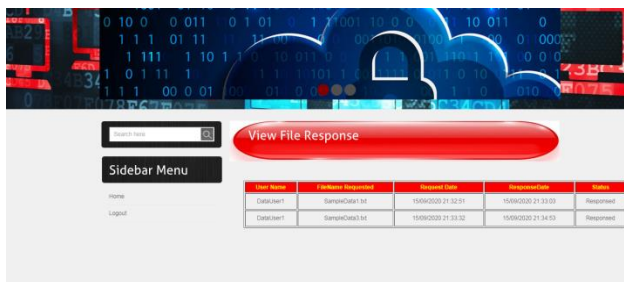 Search here
View File Response
Sidebar Menu
Home
Logout
User Name FileName Requested Request Date ResponseDate Status
DataUser1 SampleData1.txt 15/09/2020 21:32:51 15/09/2020 21:33:03 Responsed
DataUser1 SampleData3.txt 15/09/2020 21:33:32 15/09/2020 21:34:53 Responsed